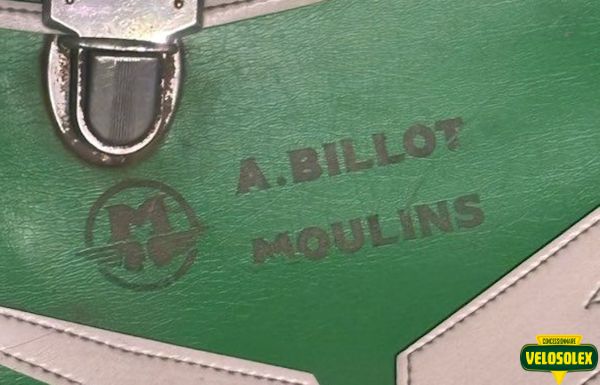 A.BILLOT
MOULINS
M
CONCESSIONNAIRE
VELOSOLEX